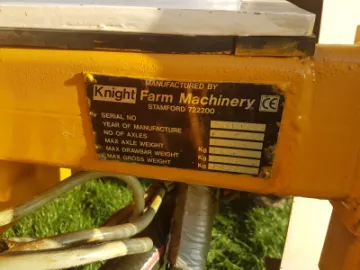 MANUFACTURED BY
Knight Farm Machinery
STAMFORD 722200
SERIAL NO
YEAR OF MANUFACTURE
NO OF AXLES
MAX AXLE WEIGHT Kg
MAX DRAWBAR WEIGHT Kg
MAX GROSS WEIGHT Kg
CE